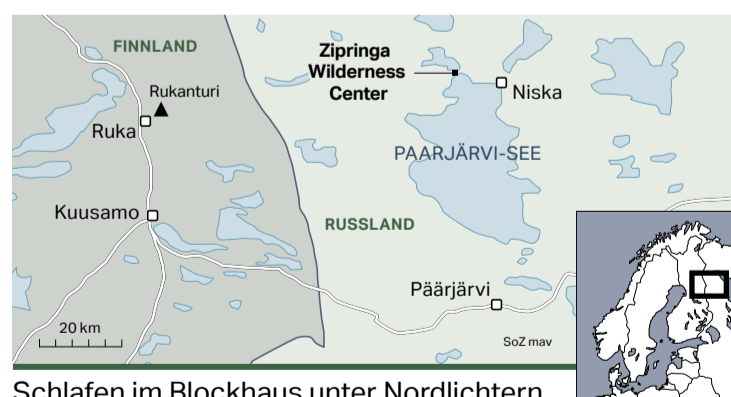 FINNLAND
Zipringa
Wilderness
Center
Rukanturi
Niska
Ruka
PAARJÄRVI-SEE
Kuusamo
RUSSLAND
Päärjärvi
20 km
SoZ mav
Schlafen im Blockhaus unter Nordlichtern